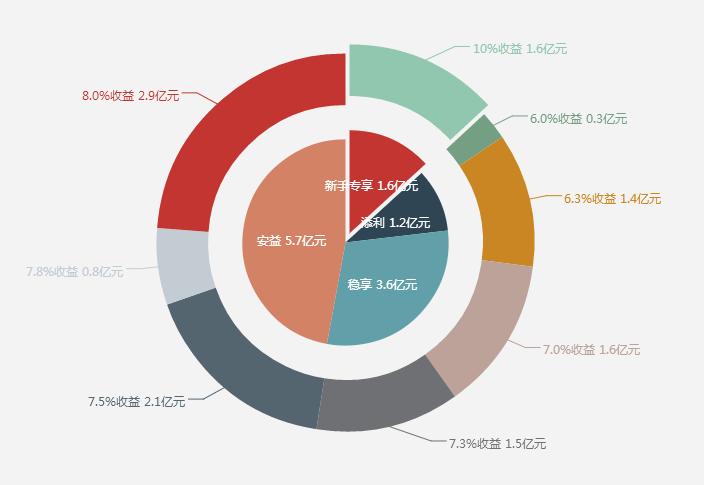 10%收益 1.6亿元
8.0%收益 2.9亿元
6.0%收益 0.3亿元
新手专享 1.6亿元
6.3%收益 1.4亿元
添利 1.2亿元
安益 5.7亿元
7.8%收益 0.8亿元
稳享 3.6亿元
7.0%收益 1.6亿元
7.5%收益 2.1亿元
7.3%收益 1.5亿元